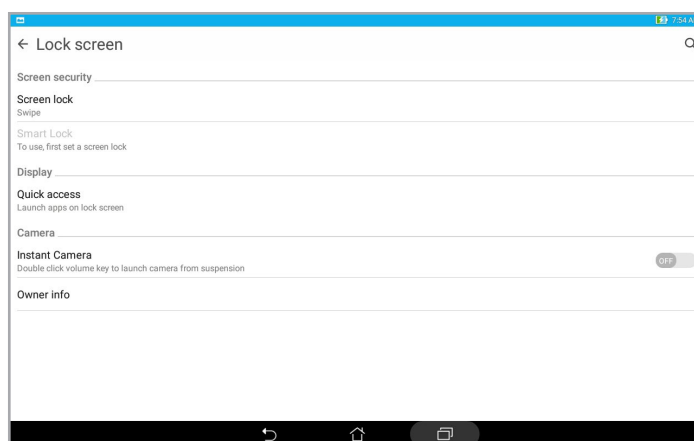 7:54 A
Lock screen
Screen security
Screen lock
Swipe
Smart Lock
To use, first set a screen lock
Display
Quick access
Launch apps on lock screen
Camera
Instant Camera
Double click volume key to launch camera from suspension
OFF
Owner info